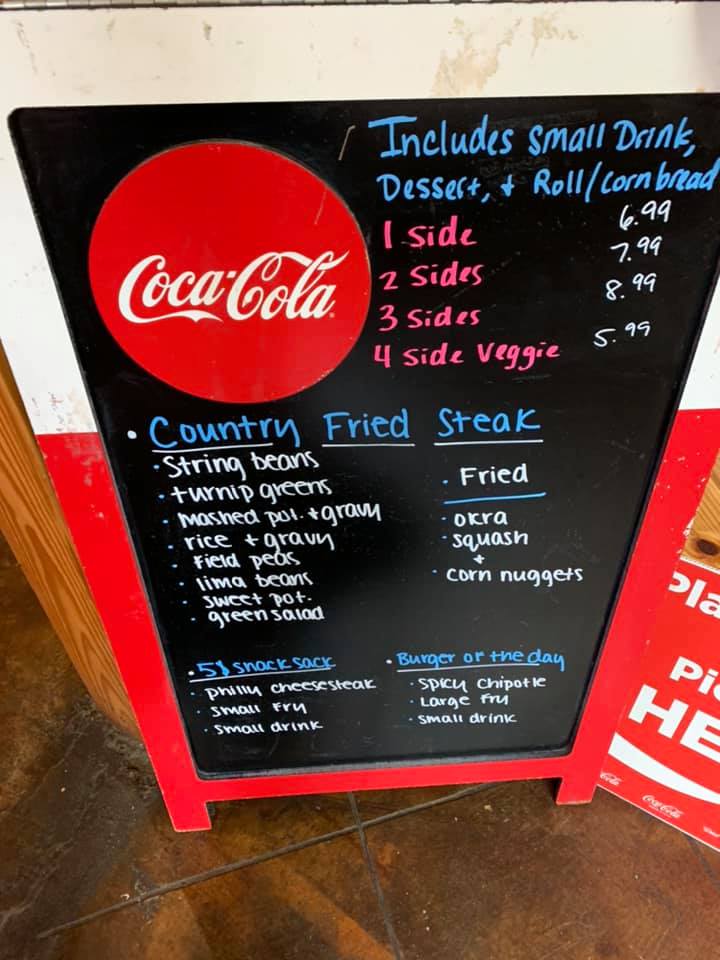 Includes small Drink,
Dessert, + Roll/cornbread
Coca-Cola
1 side 6.99
2 sides 7.99
3 sides 8.99
4 side Veggie 5.99
• Country Fried Steak
• String beans
• turnip greens
• mashed pot. + gravy
• rice + gravy
• Field peas
• lima beans
• sweet pot.
• green salad
• Fried
• okra
• squash
+
• corn nuggets
• 5$ snack sack
• philly cheesesteak
• small fry
• small drink
• Burger of the day
• spicy chipotle
• Large fry
• small drink
Pla
Pi
HE
Coca-Cola